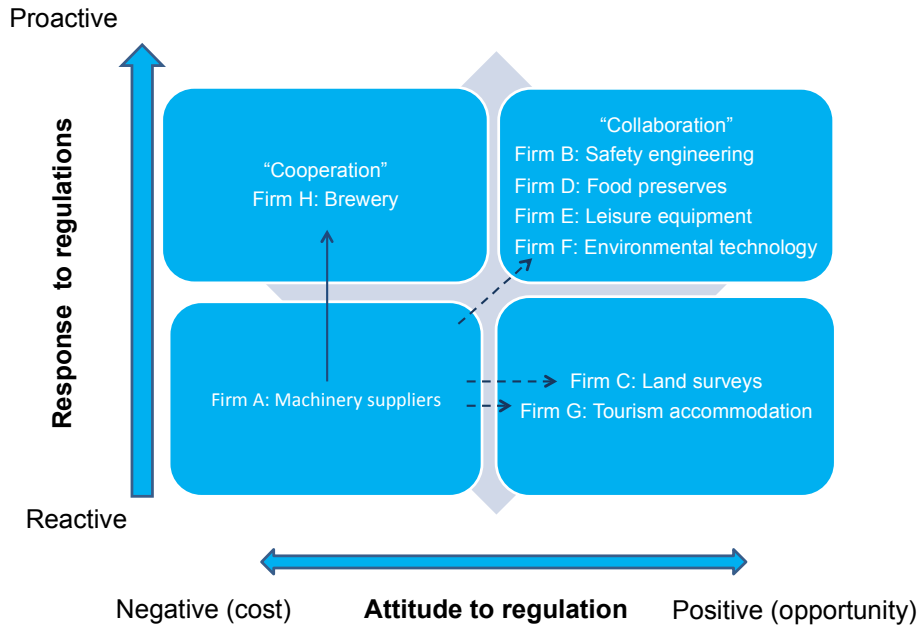 Proactive
Response to regulations
“Cooperation”
Firm H: Brewery
“Collaboration”
Firm B: Safety engineering
Firm D: Food preserves
Firm E: Leisure equipment
Firm F: Environmental technology
Firm A: Machinery suppliers
Firm C: Land surveys
Firm G: Tourism accommodation
Reactive
Negative (cost) Attitude to regulation Positive (opportunity)